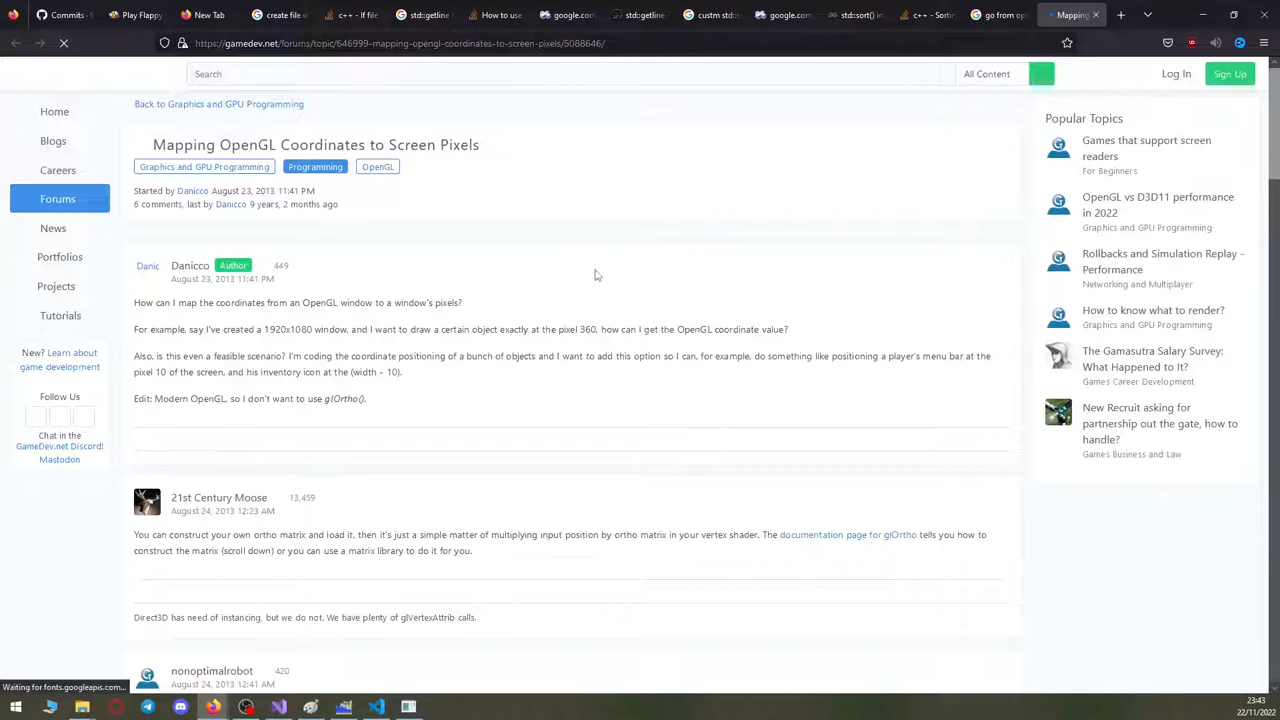 Commits ·
Play Flappy
New Tab
create file vi
c++ - if file
std::getline
How to use
google.com
std::getline
custm std:
google.com
std::sort() i
c++ - Sortin
go from ope
Mapping
https://gamedev.net/forums/topic/646999-mapping-opengl-coordinates-to-screen-pixels/5088646/
Search
All Content
Log In
Sign Up
Home
Blogs
Careers
Forums
News
Portfolios
Projects
Tutorials
New? Learn about
game development
Follow Us
Chat in the
GameDev.net Discord!
Mastodon
Back to Graphics and GPU Programming
Mapping OpenGL Coordinates to Screen Pixels
Graphics and GPU Programming
Programming
OpenGL
Started by Danicco August 23, 2013 11:41 PM
6 comments, last by Danicco 9 years, 2 months ago
Danic
Danicco Author 449
August 23, 2013 11:41 PM
How can I map the coordinates from an OpenGL window to a window's pixels?
For example, say I've created a 1920x1080 window, and I want to draw a certain object exactly at the pixel 360, how can I get the OpenGL coordinate value?
Also, is this even a feasible scenario? I'm coding the coordinate positioning of a bunch of objects and I want to add this option so I can, for example, do something like positioning a player's menu bar at the
pixel 10 of the screen, and his inventory icon at the (width - 10).
Edit: Modern OpenGL, so I don't want to use glOrtho().
21st Century Moose 13,459
August 24, 2013 12:23 AM
You can construct your own ortho matrix and load it, then it's just a simple matter of multiplying input position by ortho matrix in your vertex shader. The documentation page for glOrtho tells you how to
construct the matrix (scroll down) or you can use a matrix library to do it for you.
Direct3D has need of instancing, but we do not. We have plenty of glVertexAttrib calls.
nonoptimalrobot 420
August 24, 2013 12:41 AM
Popular Topics
Games that support screen
readers
For Beginners
OpenGL vs D3D11 performance
in 2022
Graphics and GPU Programming
Rollbacks and Simulation Replay -
Performance
Networking and Multiplayer
How to know what to render?
Graphics and GPU Programming
The Gamasutra Salary Survey:
What Happened to It?
Games Career Development
New Recruit asking for
partnership out the gate, how to
handle?
Games Business and Law
Waiting for fonts.googleapis.com...
23:43
22/11/2022